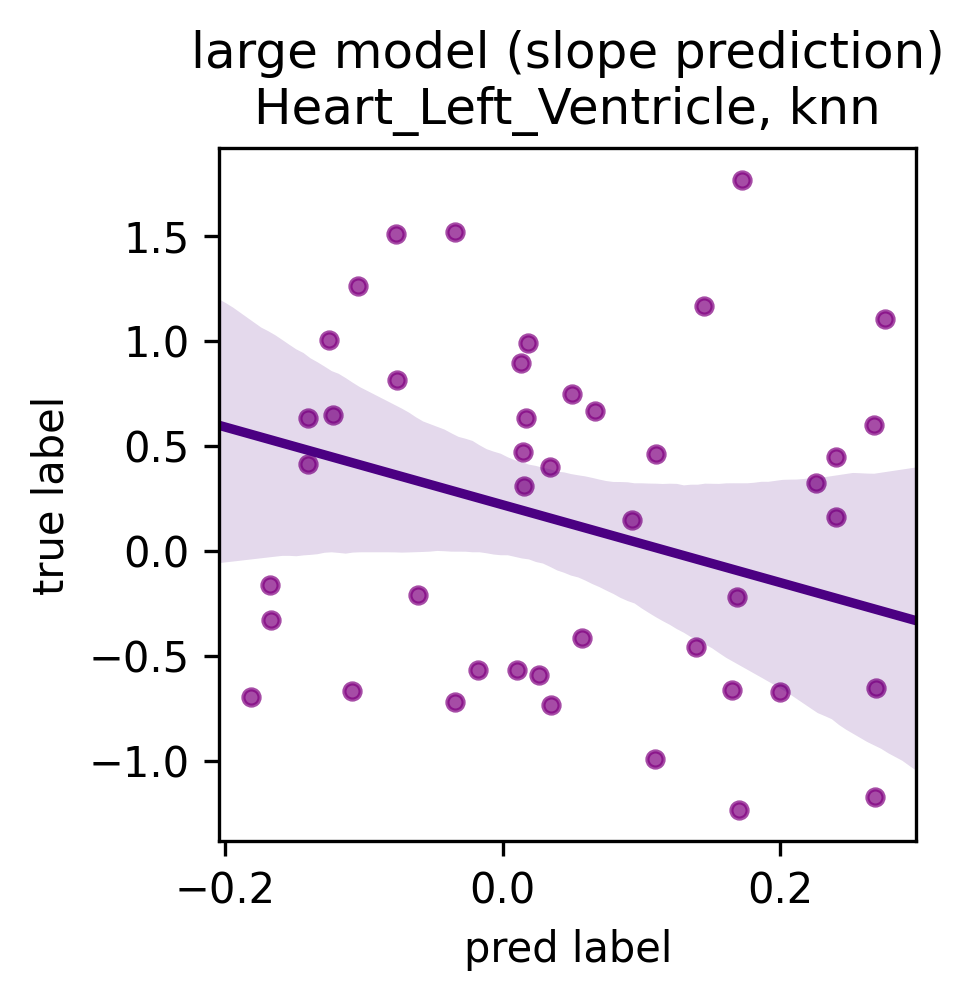 large model (slope prediction)
Heart_Left_Ventricle, knn
true label
1.5
1.0
0.5
0.0
−0.5
−1.0
−0.2
0.0
0.2
pred label